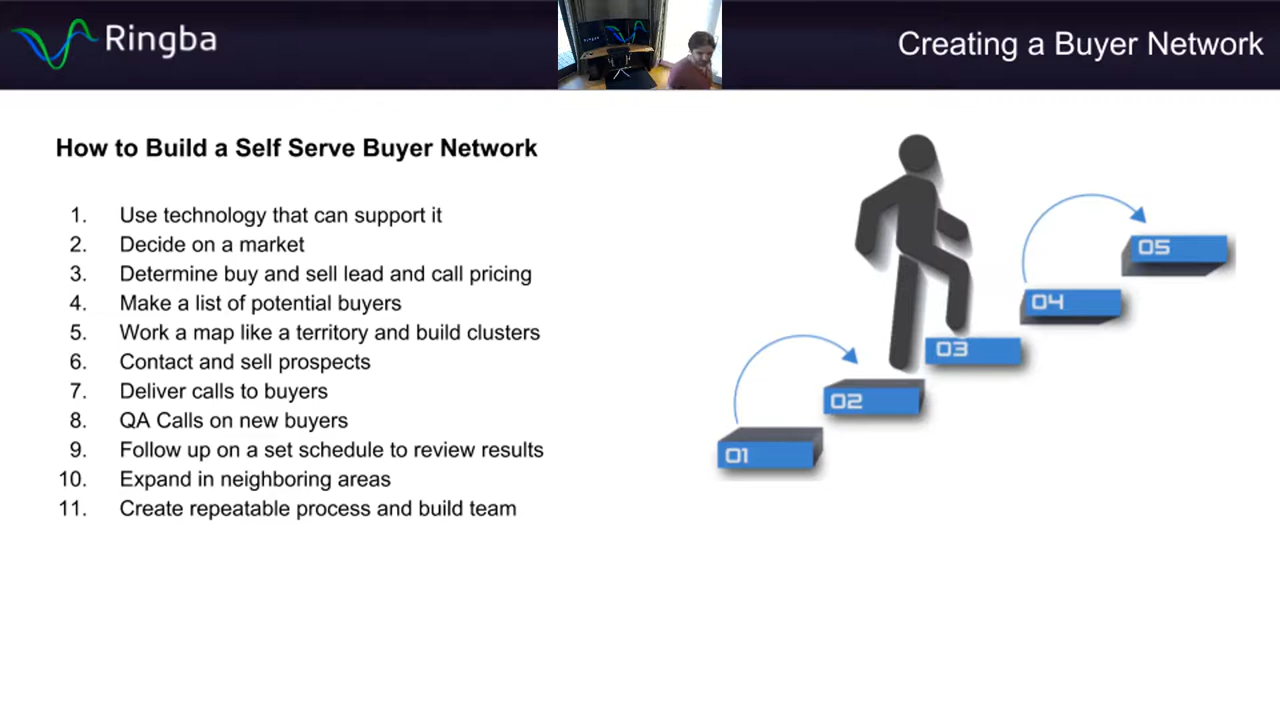 Ringba
Creating a Buyer Network
How to Build a Self Serve Buyer Network
1. Use technology that can support it
2. Decide on a market
3. Determine buy and sell lead and call pricing
4. Make a list of potential buyers
5. Work a map like a territory and build clusters
6. Contact and sell prospects
7. Deliver calls to buyers
8. QA Calls on new buyers
9. Follow up on a set schedule to review results
10. Expand in neighboring areas
11. Create repeatable process and build team
01
02
03
04
05